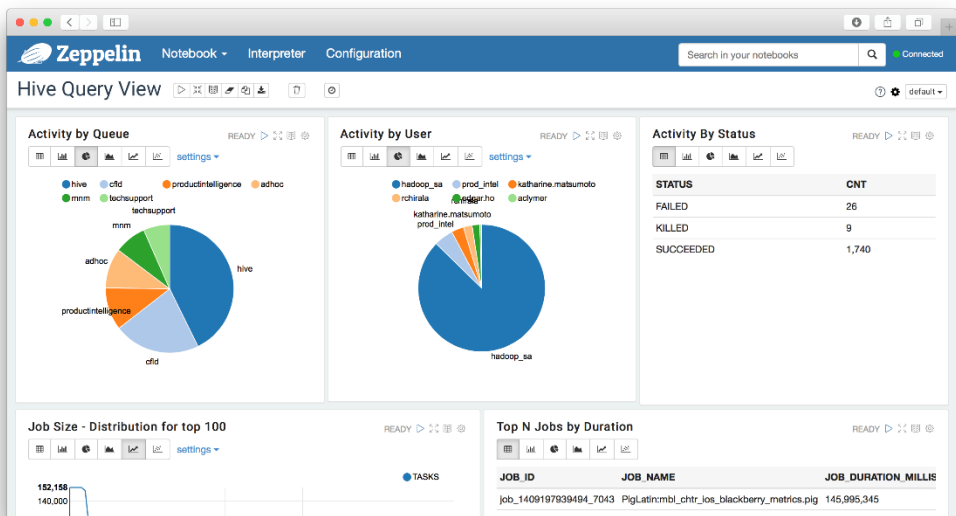 Zeppelin Notebook Interpreter Configuration Search in your notebooks Connected
Hive Query View default
Activity by Queue READY
settings
hive cfld productintelligence adhoc
mnm techsupport
techsupport
mnm
hive
adhoc
productintelligence
cfld
Activity by User READY
settings
hadoop_sa prod_intel katharine.matsumoto
rchirala aclymer
katharine.matsumoto
prod_intel
hadoop_sa
Activity By Status READY
STATUS CNT
FAILED 26
KILLED 9
SUCCEEDED 1,740
Job Size - Distribution for top 100 READY
settings
TASKS
152,158
140,000
Top N Jobs by Duration READY
JOB_ID JOB_NAME JOB_DURATION_MILLIS
job_1409197939494_7043 PigLatin:mbl_chtr_ios_blackberry_metrics.pig 145,995,345